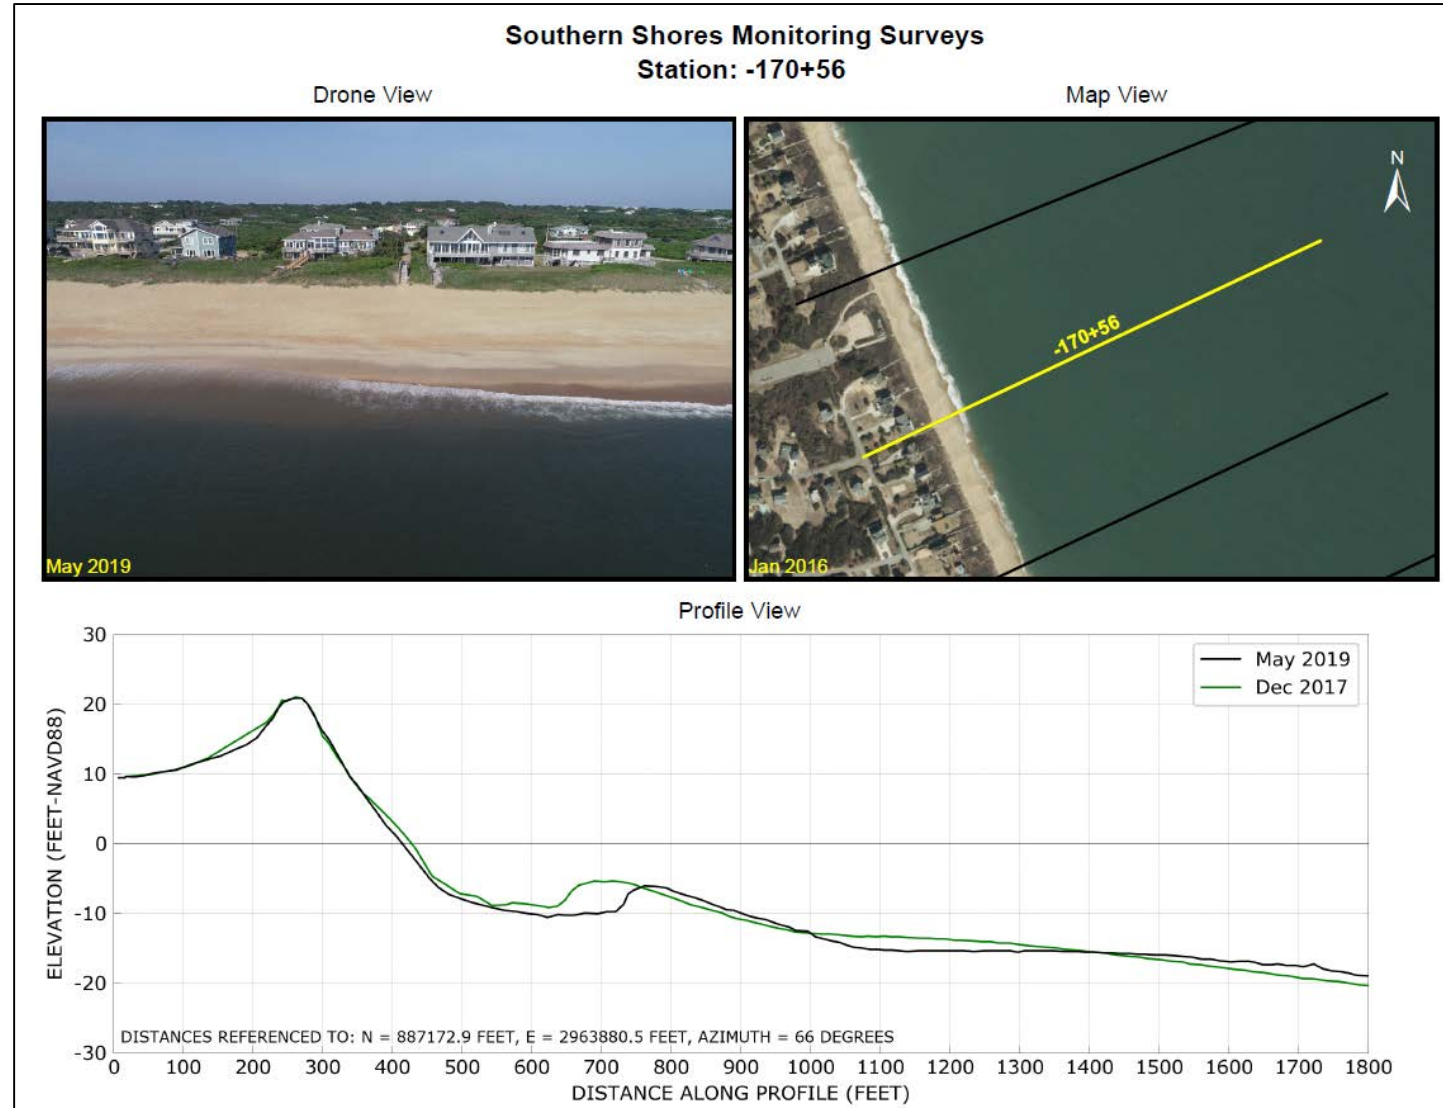 Southern Shores Monitoring Surveys
Station: -170+56
Drone View
Map View
May 2019
N
-170+56
Jan 2016
Profile View
30
20
10
0
-10
-20
-30
ELEVATION (FEET-NAVD88)
May 2019
Dec 2017
DISTANCES REFERENCED TO: N = 887172.9 FEET, E = 2963880.5 FEET, AZIMUTH = 66 DEGREES
0 100 200 300 400 500 600 700 800 900 1000 1100 1200 1300 1400 1500 1600 1700 1800
DISTANCE ALONG PROFILE (FEET)